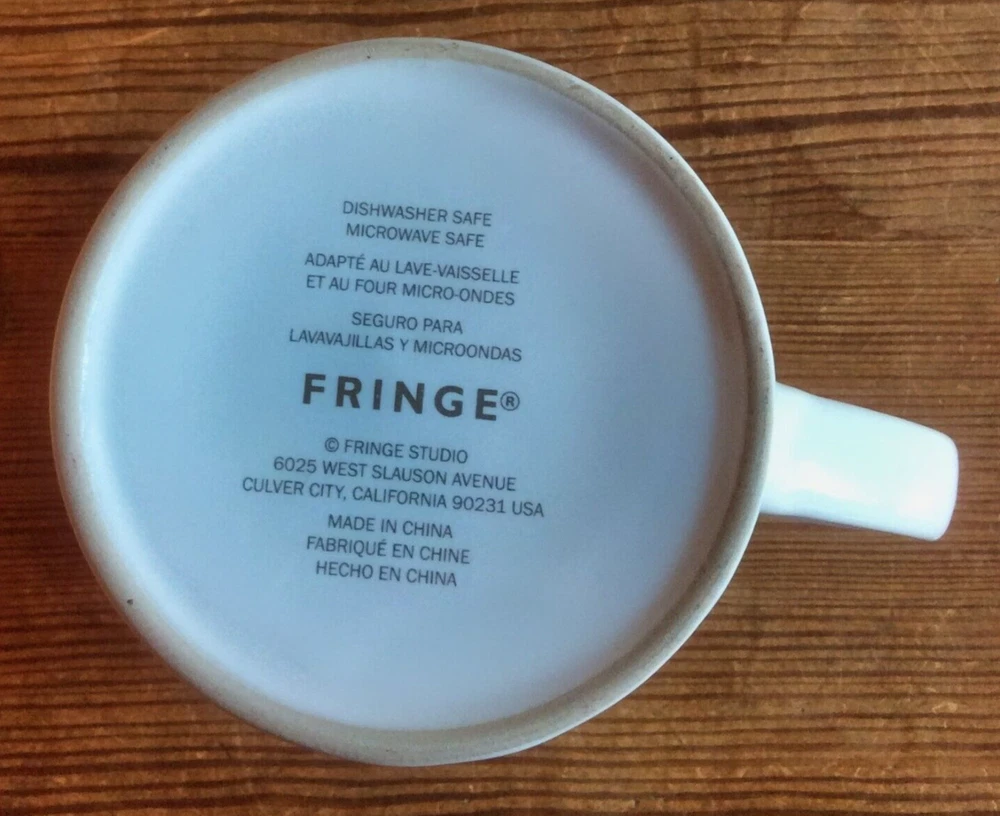 DISHWASHER SAFE
MICROWAVE SAFE
ADAPTÉ AU LAVE-VAISSELLE
ET AU FOUR MICRO-ONDES
SEGURO PARA
LAVAVAJILLAS Y MICROONDAS
FRINGE®
© FRINGE STUDIO
6025 WEST SLAUSON AVENUE
CULVER CITY, CALIFORNIA 90231 USA
MADE IN CHINA
FABRIQUÉ EN CHINE
HECHO EN CHINA